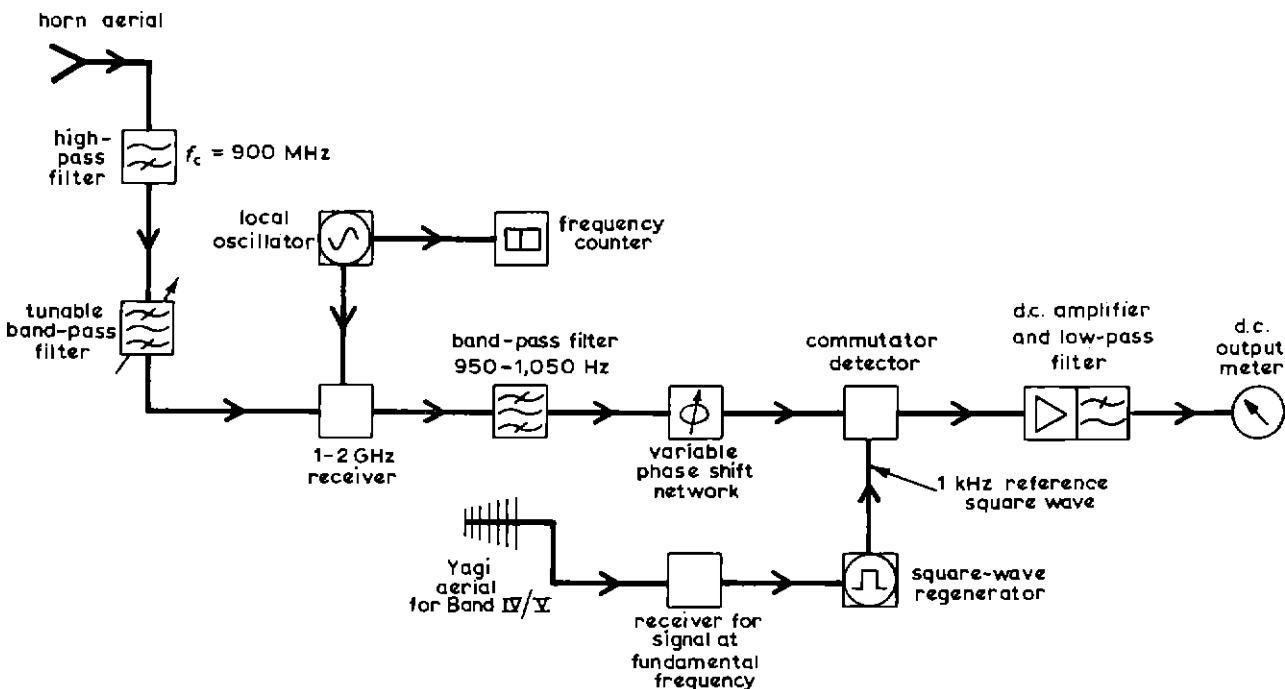 horn aerial
high-
pass
filter
f_c = 900 MHz
local
oscillator
frequency
counter
tunable
band-pass
filter
band-pass filter
950-1,050 Hz
commutator
detector
d.c. amplifier
and low-pass
filter
d.c.
output
meter
1-2 GHz
receiver
variable
phase shift
network
1 kHz reference
square wave
Yagi
aerial
for Band IV/V
receiver for
signal at
fundamental
frequency
square-wave
regenerator